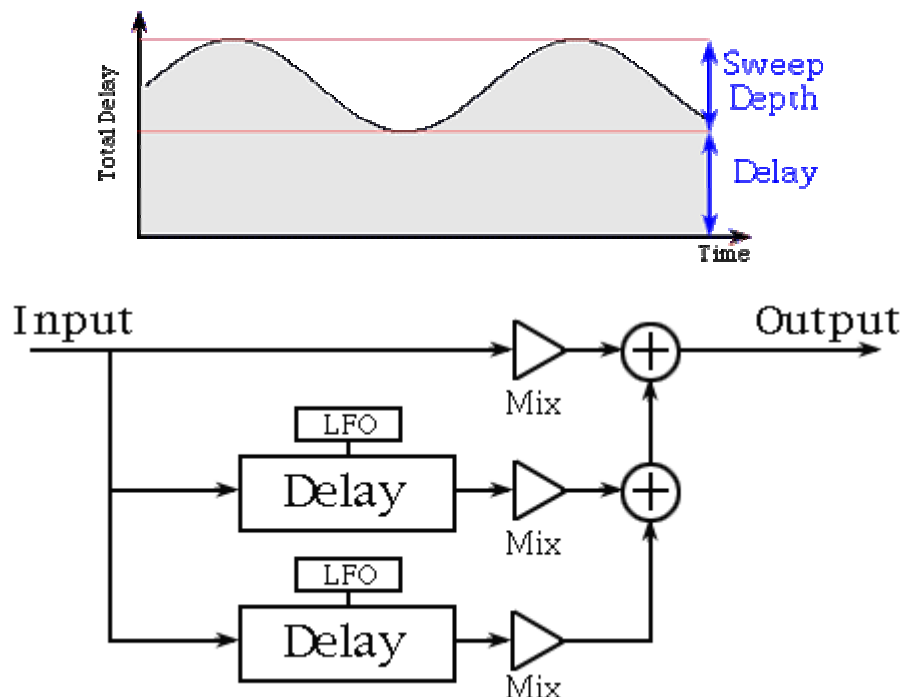 Total Delay
Sweep
Depth
Delay
Time
Input
Output
Mix
LFO
Delay
Mix
LFO
Delay
Mix